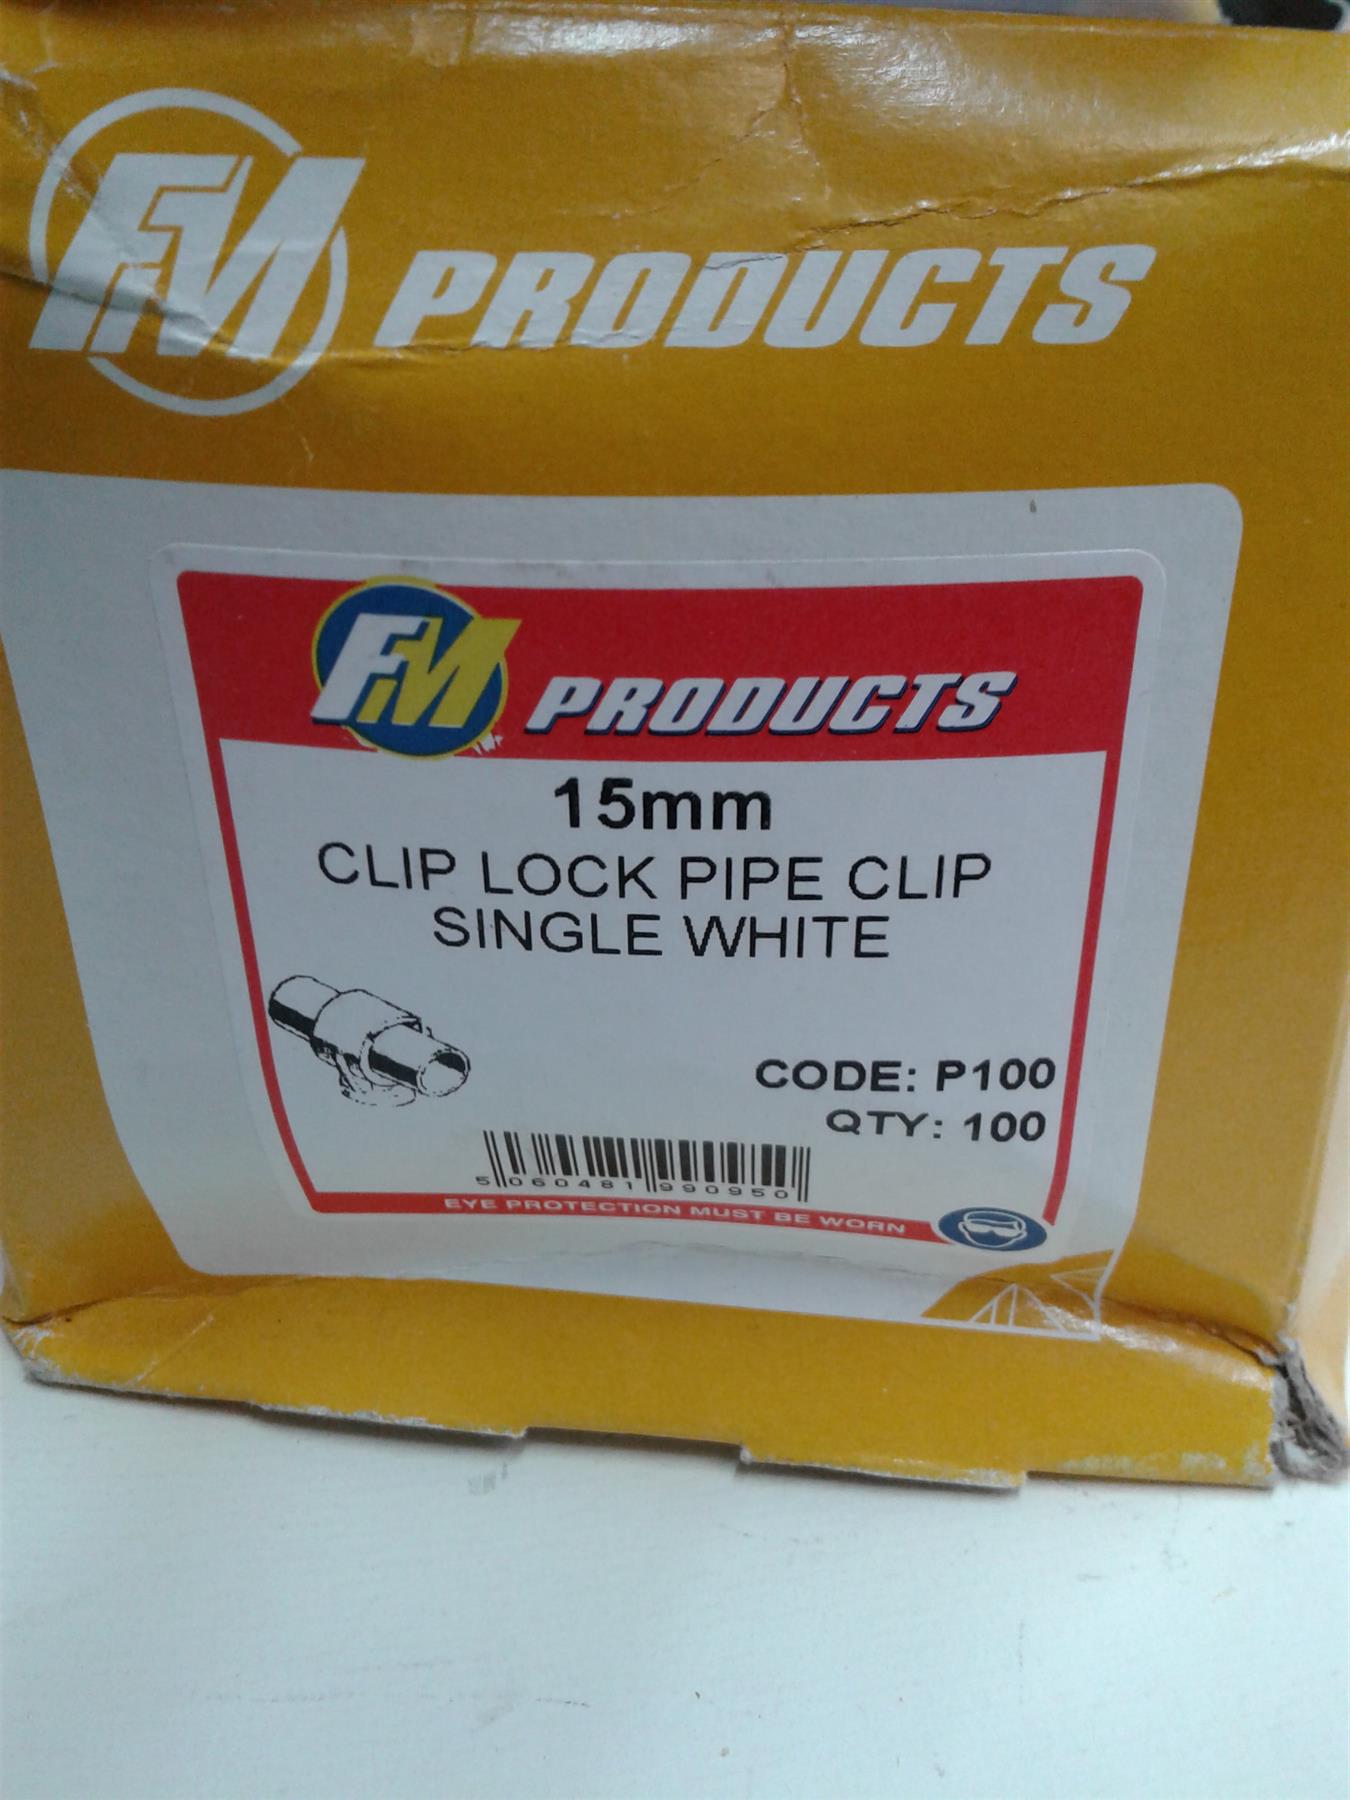 FM PRODUCTS
FM PRODUCTS
15mm
CLIP LOCK PIPE CLIP
SINGLE WHITE
CODE: P100
QTY: 100
5 060481 990950
EYE PROTECTION MUST BE WORN